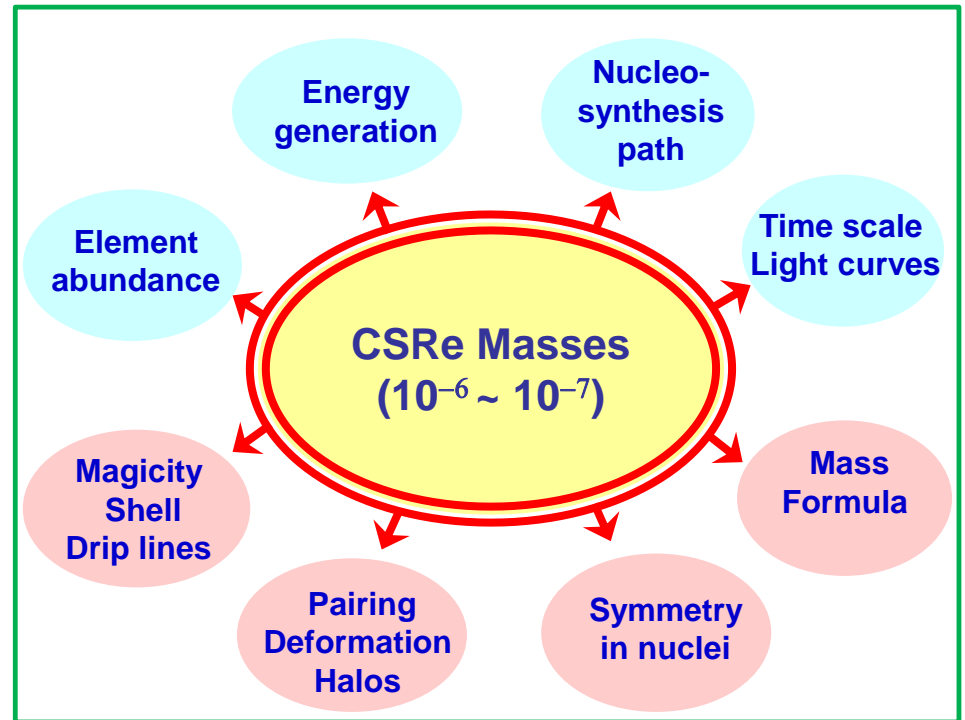 Energy
generation
Nucleo-
synthesis
path
Element
abundance
Time scale
Light curves
CSRe Masses
(10⁻⁶ ~ 10⁻⁷)
Magicity
Shell
Drip lines
Mass
Formula
Pairing
Deformation
Halos
Symmetry
in nuclei